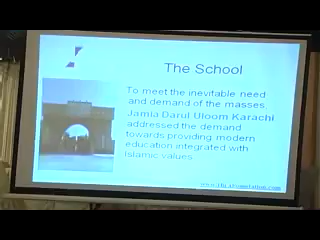 The School
To meet the inevitable need
and demand of the masses,
Jamia Darul Uloom Karachi
addressed the demand
towards providing modern
education integrated with
Islamic values.